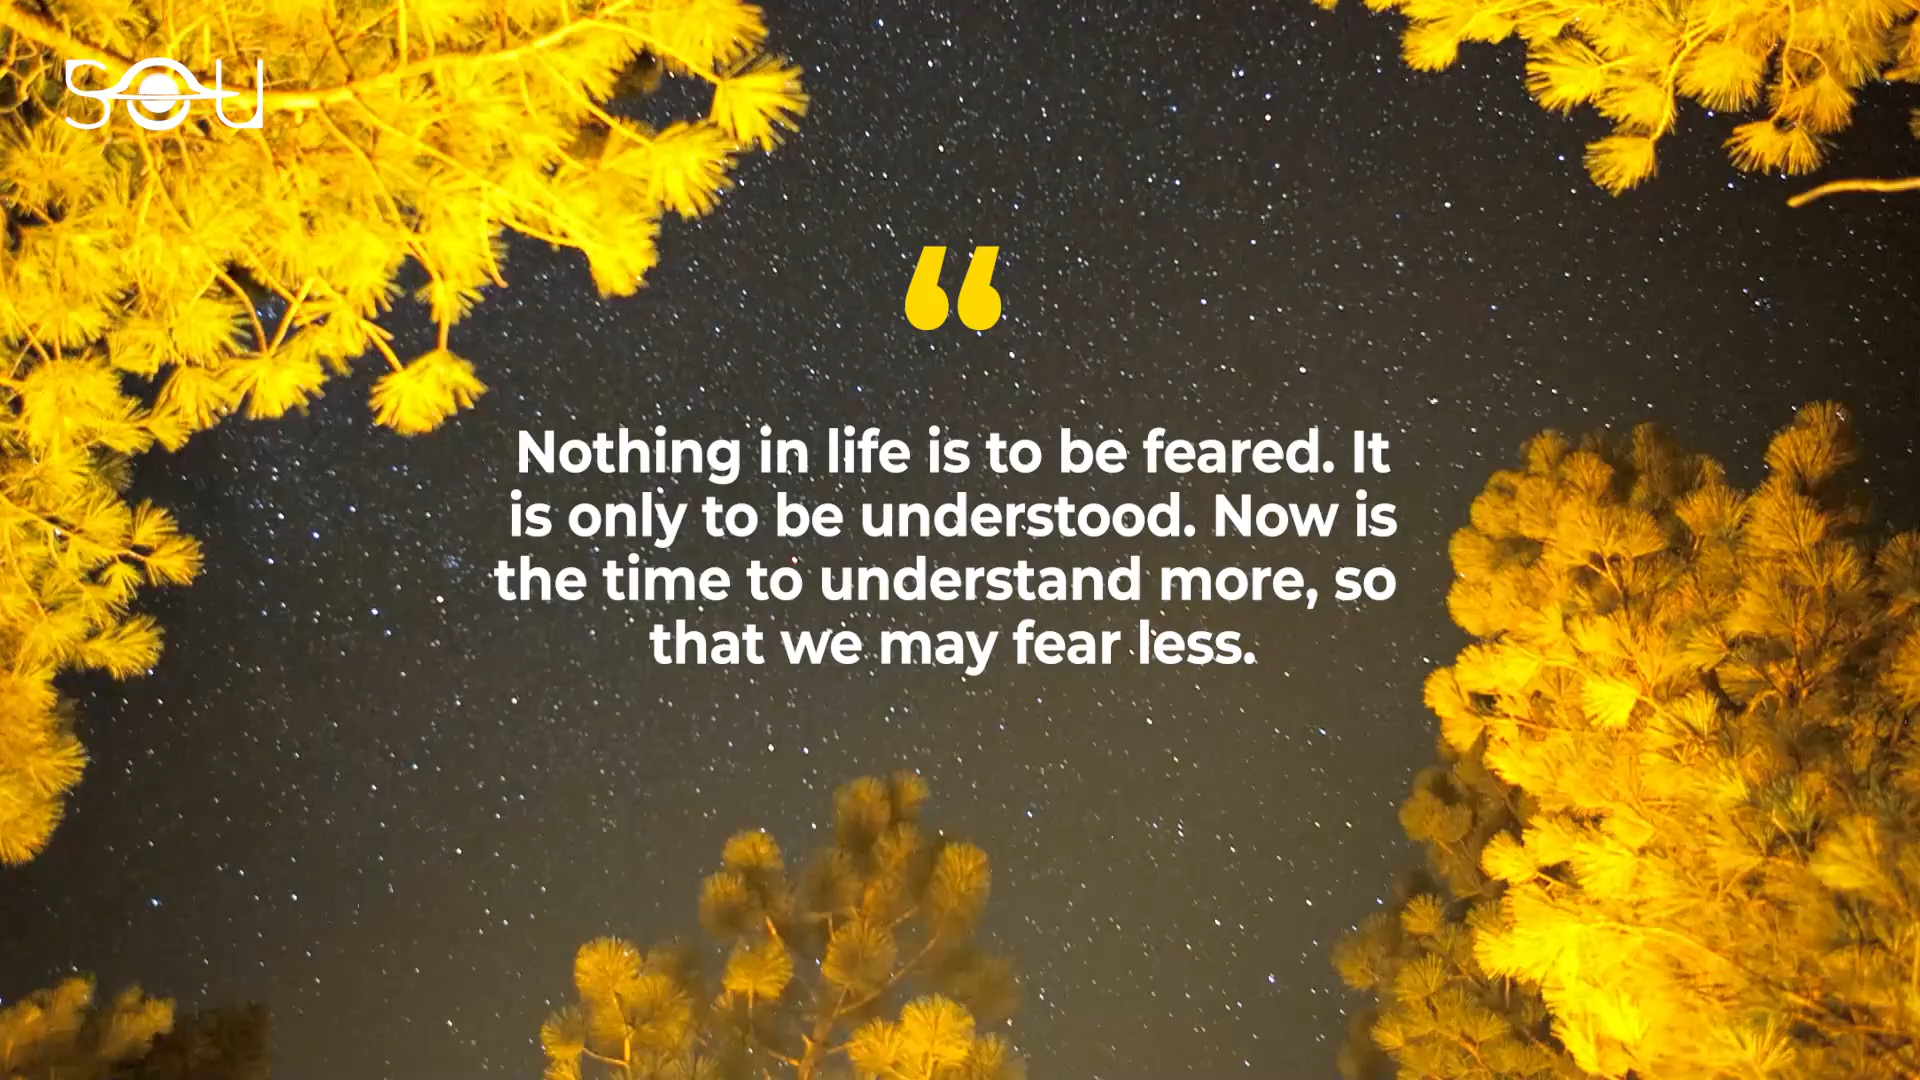 SOU
“
Nothing in life is to be feared. It
is only to be understood. Now is
the time to understand more, so
that we may fear less.